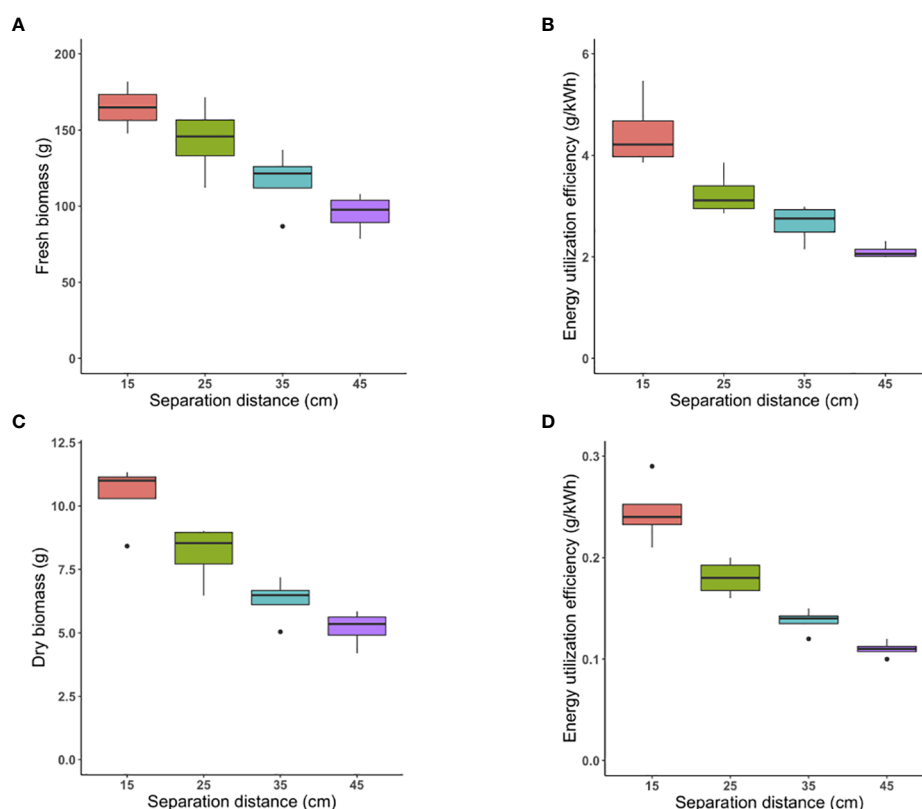 A
Fresh biomass (g)
200
150
100
50
0
15 25 35 45
Separation distance (cm)
B
Energy utilization efficiency (g/kWh)
6
4
2
0
15 25 35 45
Separation distance (cm)
C
Dry biomass (g)
12.5
10.0
7.5
5.0
2.5
0.0
15 25 35 45
Separation distance (cm)
D
Energy utilization efficiency (g/kWh)
0.3
0.2
0.1
0.0
15 25 35 45
Separation distance (cm)